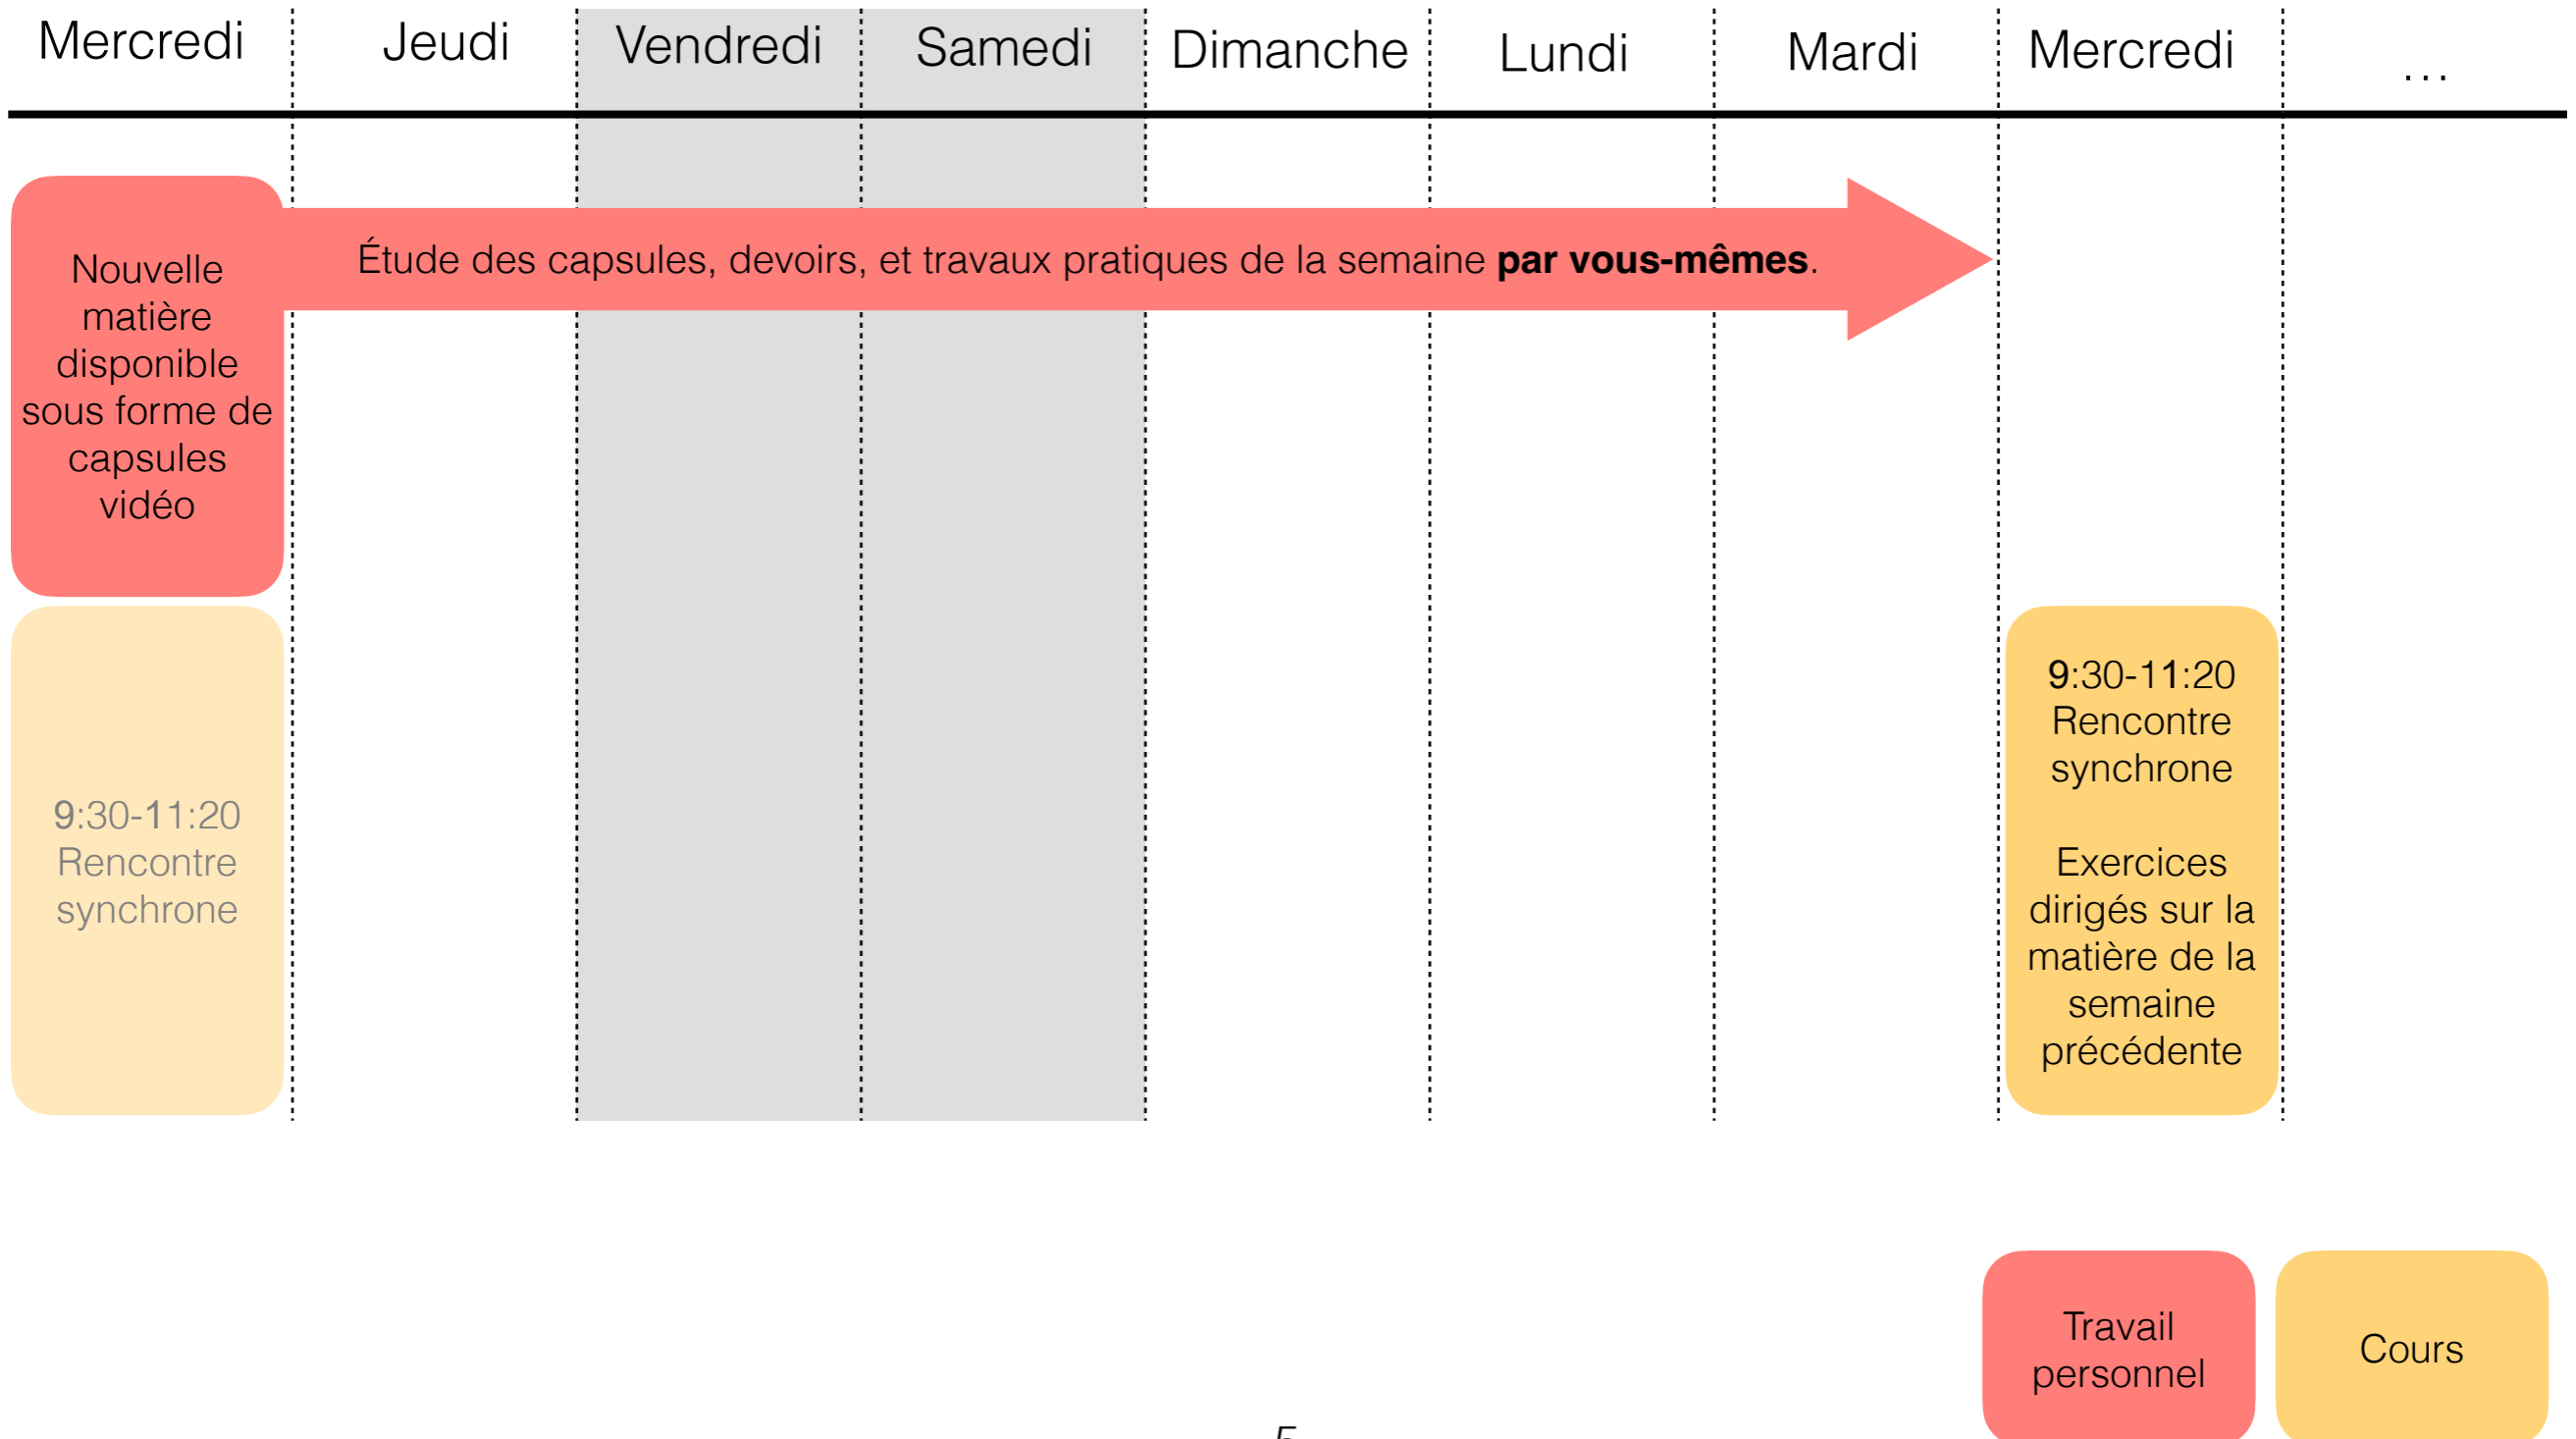 Mercredi Jeudi Vendredi Samedi Dimanche Lundi Mardi Mercredi ...
Nouvelle
matière
disponible
sous forme de
capsules
vidéo
Étude des capsules, devoirs, et travaux pratiques de la semaine par vous-mêmes.
9:30-11:20
Rencontre
synchrone
9:30-11:20
Rencontre
synchrone
Exercices
dirigés sur la
matière de la
semaine
précédente
Travail
personnel
Cours
5